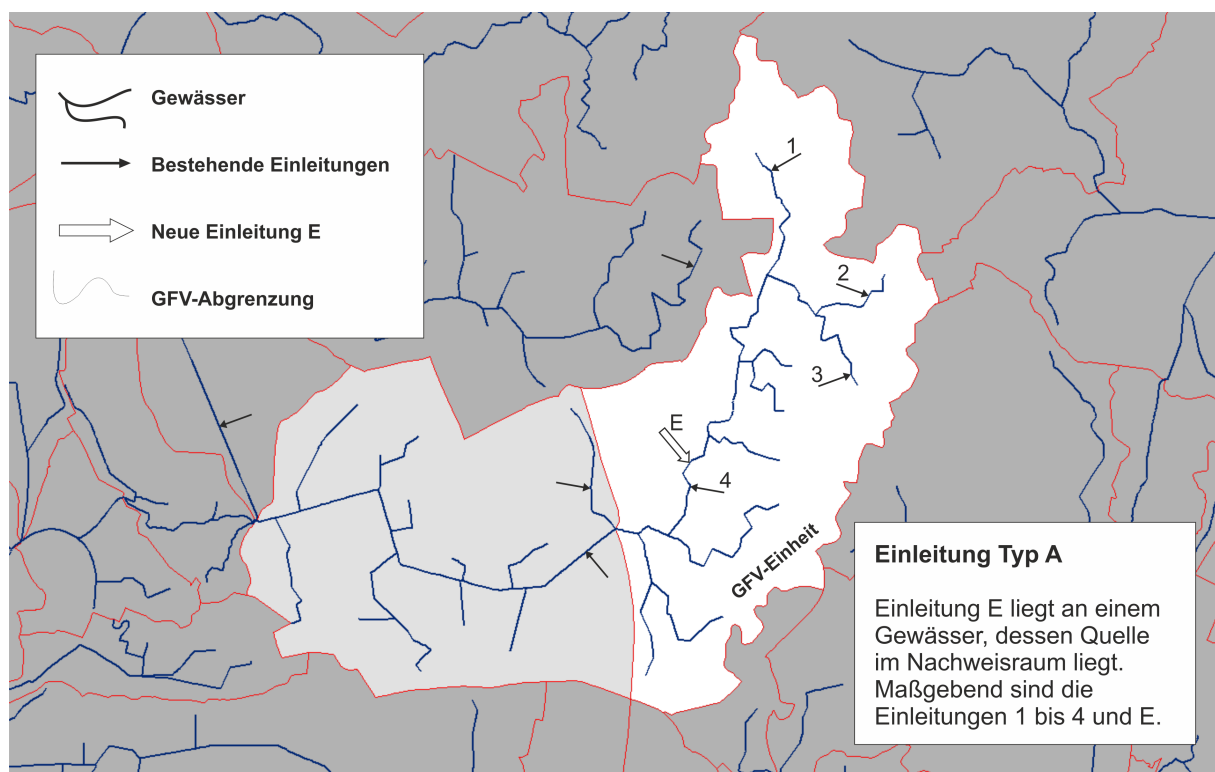 Gewässer
Bestehende Einleitungen
Neue Einleitung E
GFV-Abgrenzung
1
2
3
E
4
GFV-Einheit
Einleitung Typ A
Einleitung E liegt an einem
Gewässer, dessen Quelle
im Nachweisraum liegt.
Maßgebend sind die
Einleitungen 1 bis 4 und E.